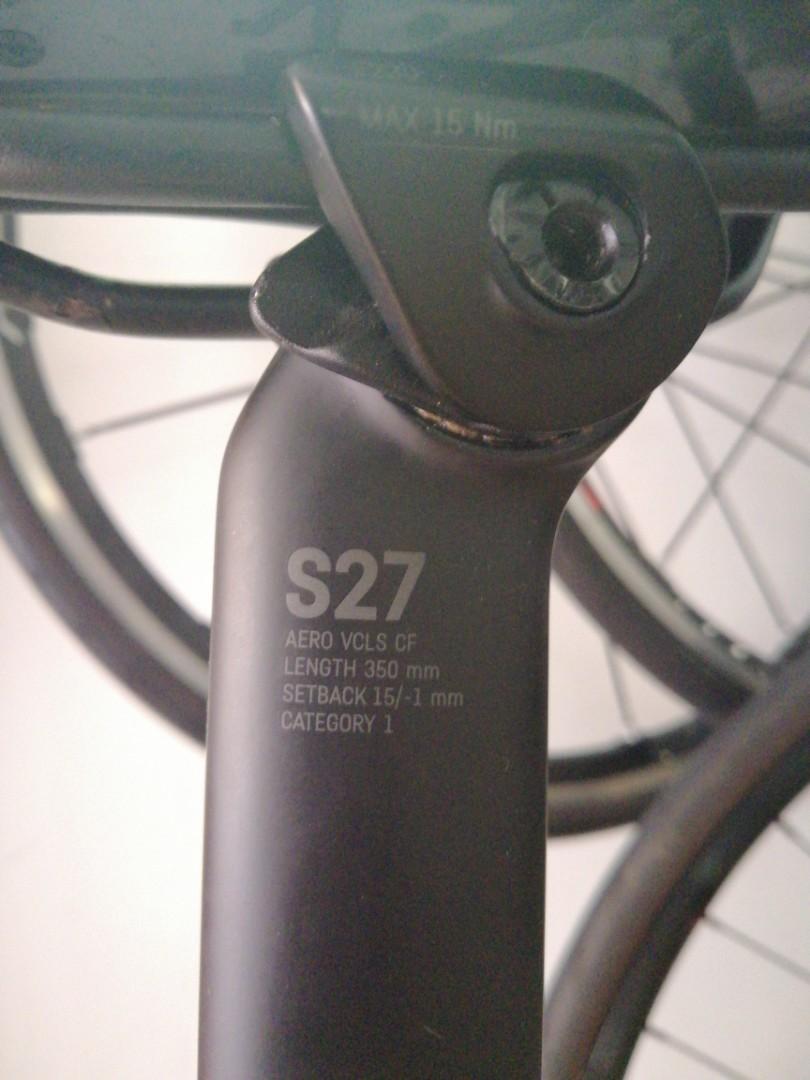 MAX 15 Nm
S27
AERO VCLS CF
LENGTH 350 mm
SETBACK 15/-1 mm
CATEGORY 1